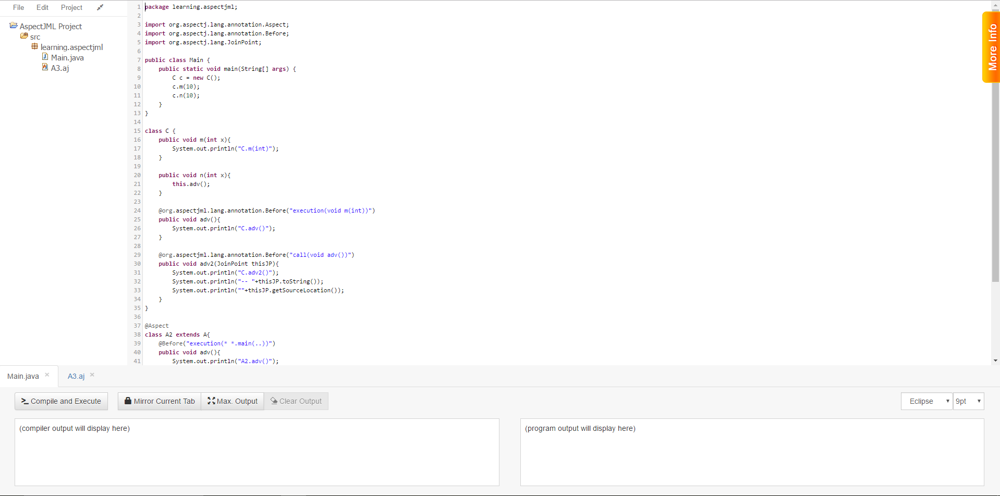 File Edit Project
AspectJML Project
src
learning.aspectjml
Main.java
A3.aj
1 package learning.aspectjml;
2
3 import org.aspectj.lang.annotation.Aspect;
4 import org.aspectj.lang.annotation.Before;
5 import org.aspectj.lang.JoinPoint;
6
7 public class Main {
8     public static void main(String[] args) {
9         C c = new C();
10         c.m(10);
11         c.n(10);
12     }
13 }
14
15 class C {
16     public void m(int x){
17         System.out.println("C.m(int)");
18     }
19
20     public void n(int x){
21         this.adv();
22     }
23
24     @org.aspectjml.lang.annotation.Before("execution(void m(int))")
25     public void adv(){
26         System.out.println("C.adv()");
27     }
28
29     @org.aspectjml.lang.annotation.Before("call(void adv())")
30     public void adv2(JoinPoint thisJP){
31         System.out.println("C.adv2()");
32         System.out.println("-- "+thisJP.toString());
33         System.out.println(""+thisJP.getSourceLocation());
34     }
35 }
36
37 @Aspect
38 class A2 extends A{
39     @Before("execution(* *.main(..))")
40     public void adv(){
41         System.out.println("A2.adv()");
More Info
Main.java × A3.aj ×
Compile and Execute Mirror Current Tab Max. Output Clear Output Eclipse 9pt
(compiler output will display here) (program output will display here)